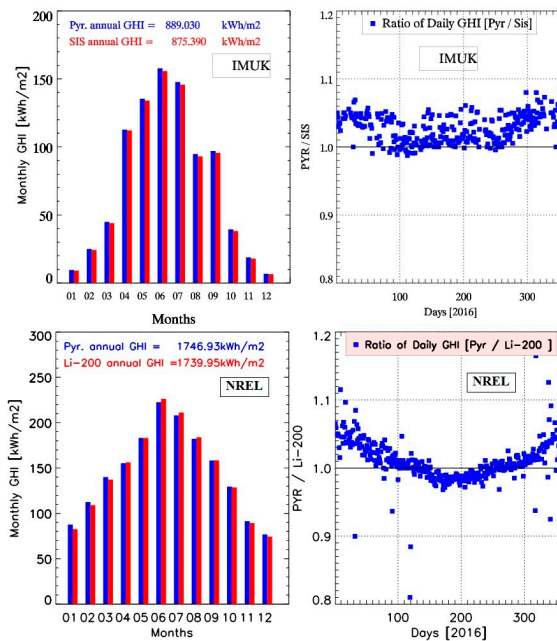 Pyr. annual GHI = 889.030 kWh/m2
SIS annual GHI = 875.390 kWh/m2
IMUK
Monthly GHI [kWh/m2]
200
150
100
50
0
01 02 03 04 05 06 07 08 09 10 11 12
Months
Ratio of Daily GHI [Pyr / Sis]
IMUK
PYR / SIS
1.2
1.1
1.0
0.9
0.8
100 200 300
Days [2016]
Pyr. annual GHI = 1746.93kWh/m2
Li-200 annual GHI =1739.95kWh/m2
NREL
Monthly GHI [kWh/m2]
300
250
200
150
100
50
0
01 02 03 04 05 06 07 08 09 10 11 12
Months
Ratio of Daily GHI [Pyr / Li-200 ]
NREL
PYR / Li-200
1.2
1.1
1.0
0.9
0.8
100 200 300
Days [2016]